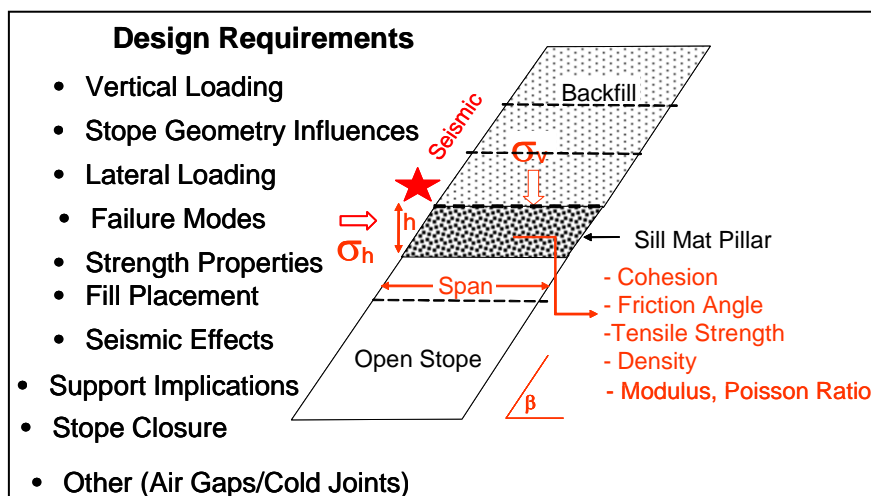 Design Requirements
• Vertical Loading
• Stope Geometry Influences
• Lateral Loading
• Failure Modes
• Strength Properties
• Fill Placement
• Seismic Effects
• Support Implications
• Stope Closure
• Other (Air Gaps/Cold Joints)
Backfill
Seismic
σv
h
σh
Sill Mat Pillar
Span
- Cohesion
- Friction Angle
-Tensile Strength
- Density
- Modulus, Poisson Ratio
Open Stope
β